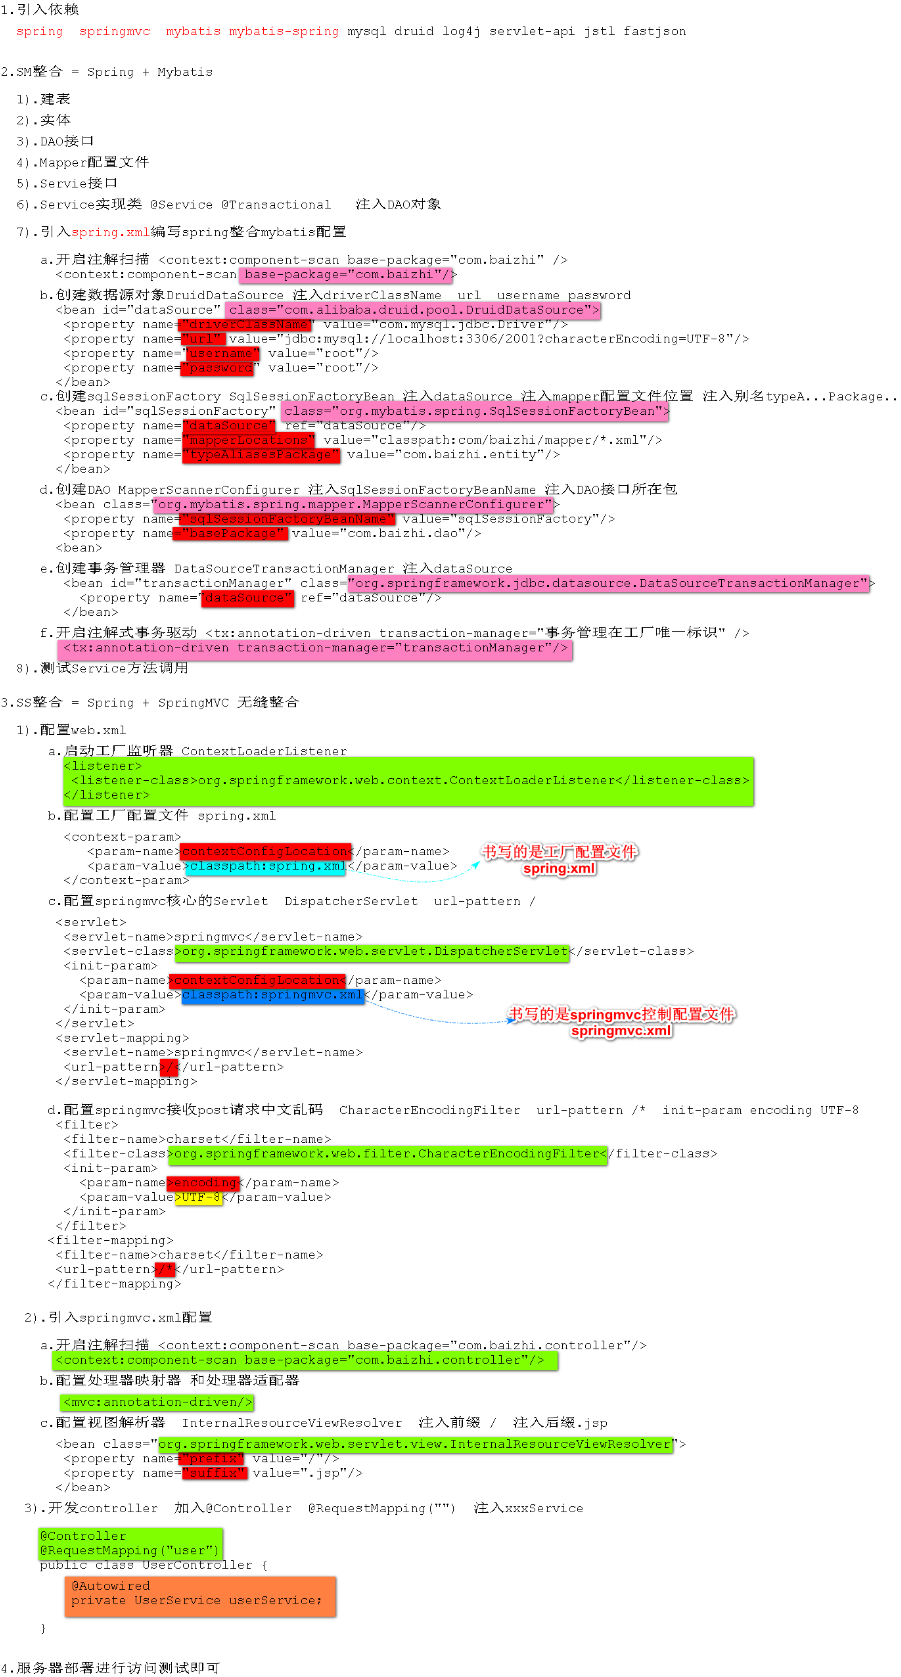 1.引入依赖
spring springmvc mybatis mybatis-spring mysql druid log4j servlet-api jstl fastjson
2.SM整合 = Spring + Mybatis
1).建表
2).实体
3).DAO接口
4).Mapper配置文件
5).Servie接口
6).Service实现类 @Service @Transactional 注入DAO对象
7).引入spring.xml编写spring整合mybatis配置
a.开启注解扫描 <context:component-scan base-package="com.baizhi" />
<context:component-scan base-package="com.baizhi"/>
b.创建数据源对象DruidDataSource 注入driverClassName url username password
<bean id="dataSource" class="com.alibaba.druid.pool.DruidDataSource">
<property name="driverClassName" value="com.mysql.jdbc.Driver"/>
<property name="url" value="jdbc:mysql://localhost:3306/2001?characterEncoding=UTF-8"/>
<property name="username" value="root"/>
<property name="password" value="root"/>
</bean>
c.创建sqlSessionFactory SqlSessionFactoryBean 注入dataSource 注入mapper配置文件位置 注入别名typeA...Package..
<bean id="sqlSessionFactory" class="org.mybatis.spring.SqlSessionFactoryBean">
<property name="dataSource" ref="dataSource"/>
<property name="mapperLocations" value="classpath:com/baizhi/mapper/*.xml"/>
<property name="typeAliasesPackage" value="com.baizhi.entity"/>
</bean>
d.创建DAO MapperScannerConfigurer 注入SqlSessionFactoryBeanName 注入DAO接口所在包
<bean class="org.mybatis.spring.mapper.MapperScannerConfigurer">
<property name="sqlSessionFactoryBeanName" value="sqlSessionFactory"/>
<property name="basePackage" value="com.baizhi.dao"/>
<bean>
e.创建事务管理器 DataSourceTransactionManager 注入dataSource
<bean id="transactionManager" class="org.springframework.jdbc.datasource.DataSourceTransactionManager">
<property name="dataSource" ref="dataSource"/>
</bean>
f.开启注解式事务驱动 <tx:annotation-driven transaction-manager="事务管理在工厂唯一标识" />
<tx:annotation-driven transaction-manager="transactionManager"/>
8).测试Service方法调用
3.SS整合 = Spring + SpringMVC 无缝整合
1).配置web.xml
a.启动工厂监听器 ContextLoaderListener
<listener>
<listener-class>org.springframework.web.context.ContextLoaderListener</listener-class>
</listener>
b.配置工厂配置文件 spring.xml
<context-param>
<param-name>contextConfigLocation</param-name>
<param-value>classpath:spring.xml</param-value>
</context-param>
书写的是工厂配置文件
spring.xml
c.配置springmvc核心的Servlet DispatcherServlet url-pattern /
<servlet>
<servlet-name>springmvc</servlet-name>
<servlet-class>org.springframework.web.servlet.DispatcherServlet</servlet-class>
<init-param>
<param-name>contextConfigLocation</param-name>
<param-value>classpath:springmvc.xml</param-value>
</init-param>
书写的是springmvc控制配置文件
springmvc.xml
</servlet>
<servlet-mapping>
<servlet-name>springmvc</servlet-name>
<url-pattern>/</url-pattern>
</servlet-mapping>
d.配置springmvc接收post请求中文乱码 CharacterEncodingFilter url-pattern /* init-param encoding UTF-8
<filter>
<filter-name>charset</filter-name>
<filter-class>org.springframework.web.filter.CharacterEncodingFilter</filter-class>
<init-param>
<param-name>encoding</param-name>
<param-value>UTF-8</param-value>
</init-param>
</filter>
<filter-mapping>
<filter-name>charset</filter-name>
<url-pattern>/*</url-pattern>
</filter-mapping>
2).引入springmvc.xml配置
a.开启注解扫描 <context:component-scan base-package="com.baizhi.controller"/>
<context:component-scan base-package="com.baizhi.controller"/>
b.配置处理器映射器 和处理器适配器
<mvc:annotation-driven/>
c.配置视图解析器 InternalResourceViewResolver 注入前缀 / 注入后缀.jsp
<bean class="org.springframework.web.servlet.view.InternalResourceViewResolver">
<property name="prefix" value="/"/>
<property name="suffix" value=".jsp"/>
</bean>
3).开发controller 加入@Controller @RequestMapping("") 注入xxxService
@Controller
@RequestMapping("user")
public class UserController {
@Autowired
private UserService userService;
}
4.服务器部署进行访问测试即可